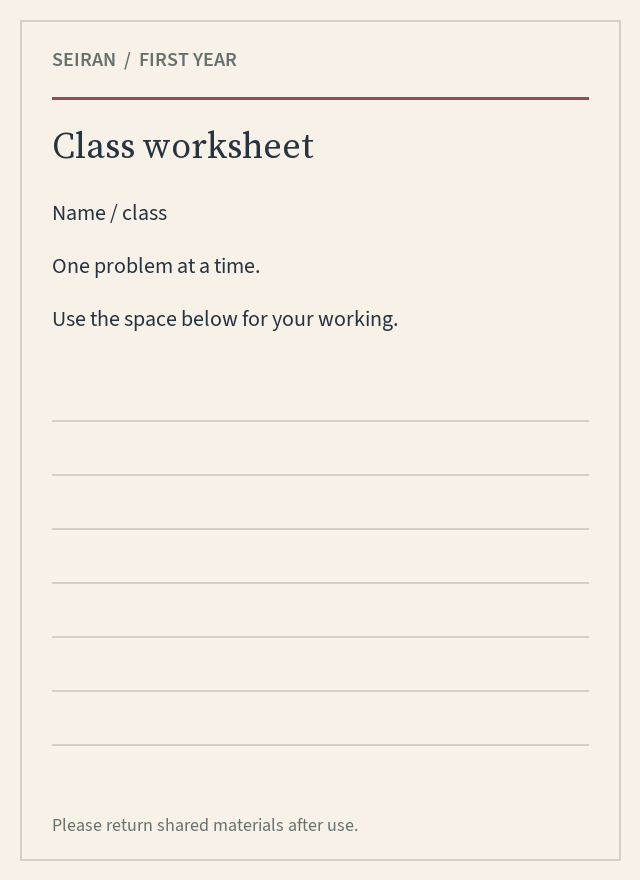 SEIRAN / FIRST YEAR
Class worksheet
Name / class
One problem at a time.
Use the space below for your working.
Please return shared materials after use.